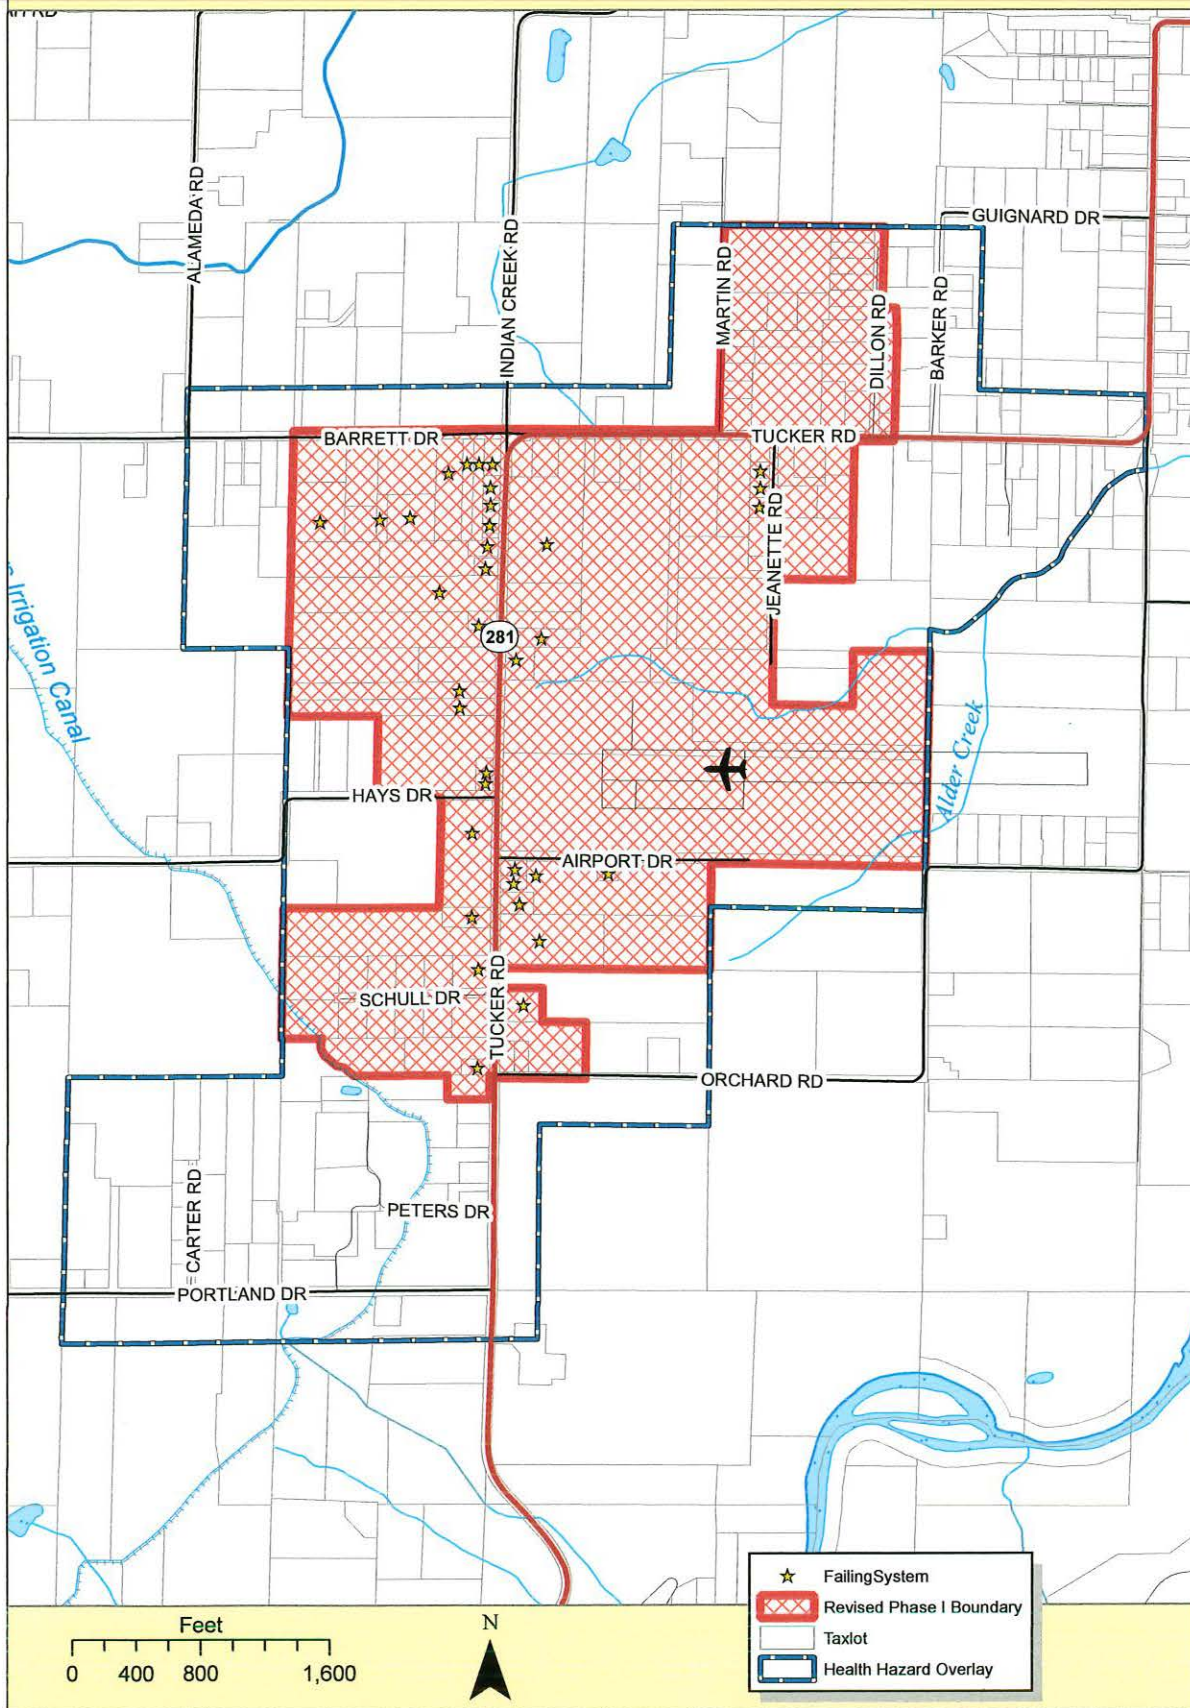 ALAMEDA RD
INDIAN CREEK RD
GUIGNARD DR
MARTIN RD
DILLON RD
BARKER RD
BARRETT DR
TUCKER RD
JEANETTE RD
Irrigation Canal
281
Alder Creek
HAYS DR
AIRPORT DR
SCHULL DR
TUCKER RD
ORCHARD RD
CARTER RD
PETERS DR
PORTLAND DR
FailingSystem
Revised Phase I Boundary
Taxlot
Health Hazard Overlay
Feet
0 400 800 1,600
N